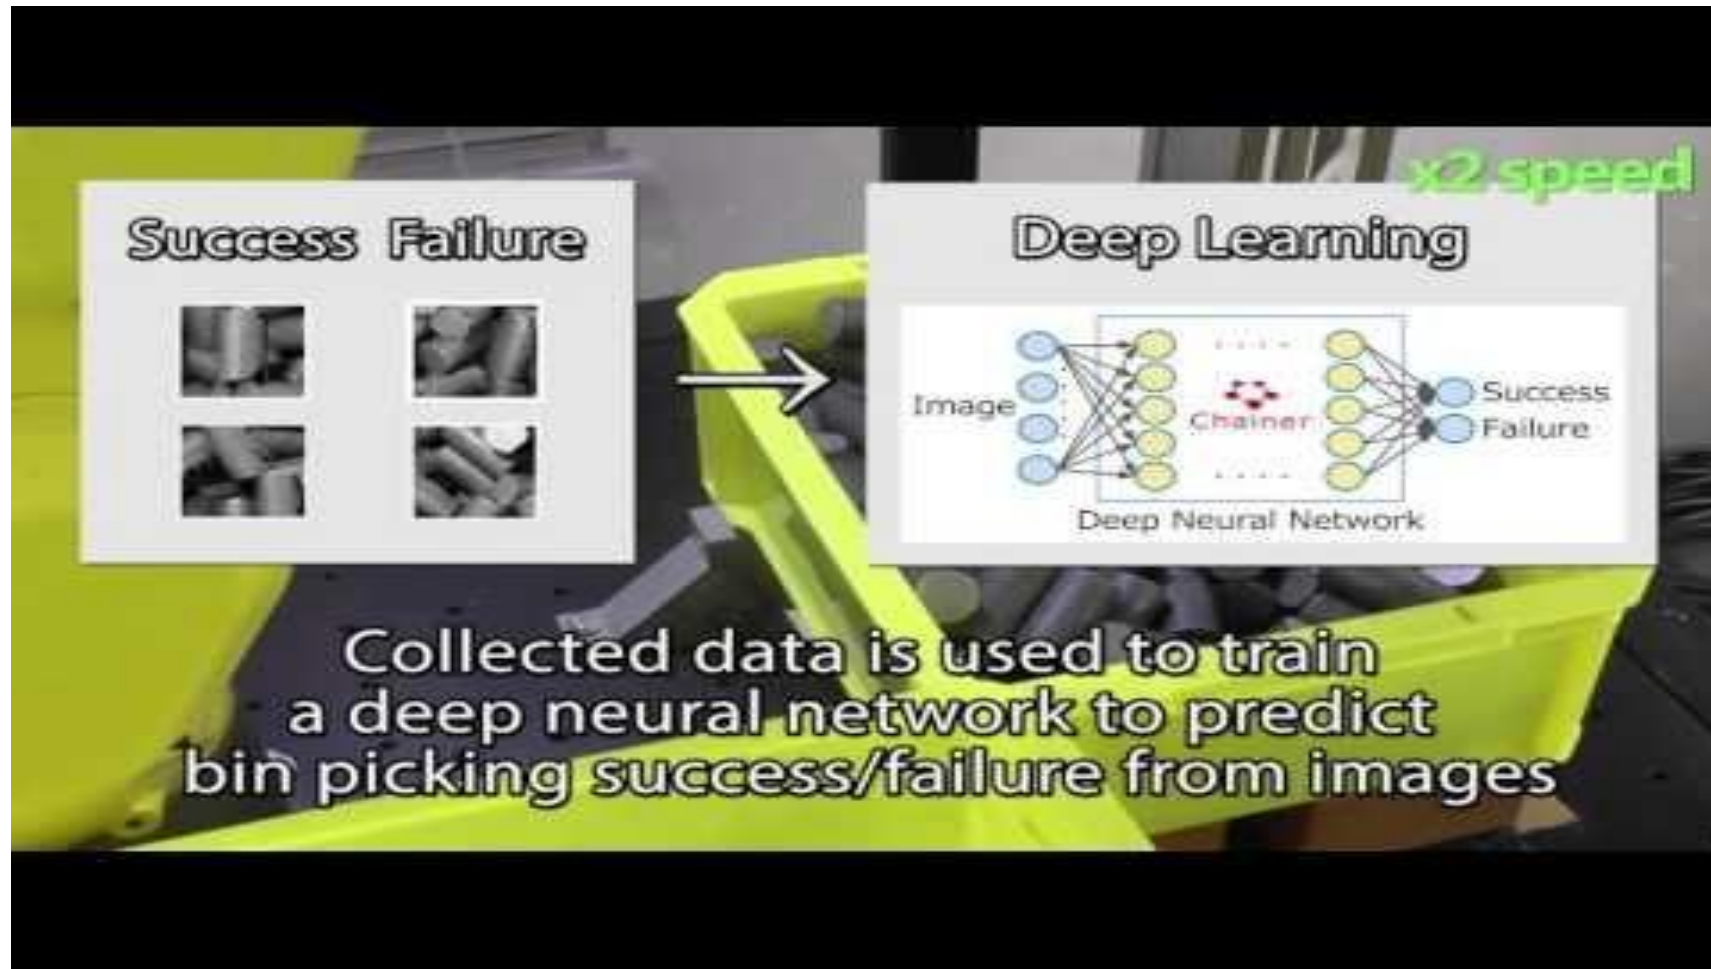 x2 speed
Success Failure
Deep Learning
Image
Chainer
Success
Failure
Deep Neural Network
Collected data is used to train
a deep neural network to predict
bin picking success/failure from images